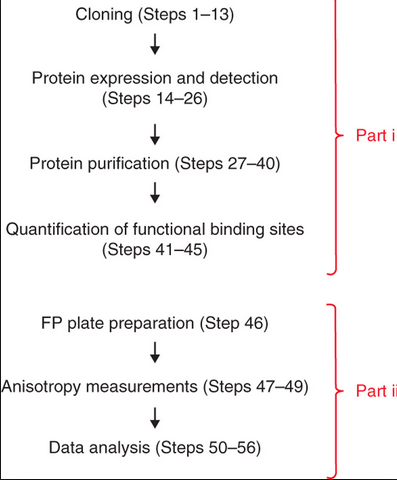 Cloning (Steps 1–13)
Protein expression and detection
(Steps 14–26)
Part i
Protein purification (Steps 27–40)
Quantification of functional binding sites
(Steps 41–45)
FP plate preparation (Step 46)
Anisotropy measurements (Steps 47–49)
Part ii
Data analysis (Steps 50–56)